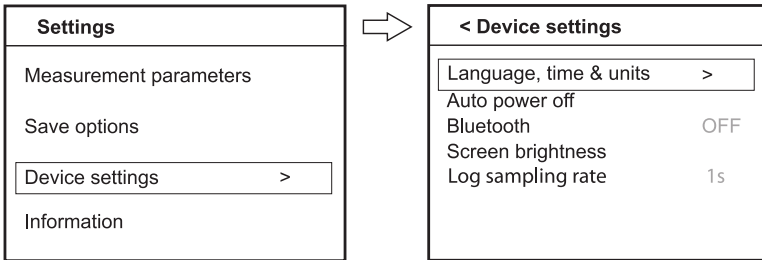 Settings
Measurement parameters
Save options
Device settings >
Information
< Device settings
Language, time & units >
Auto power off
Bluetooth OFF
Screen brightness
Log sampling rate 1s